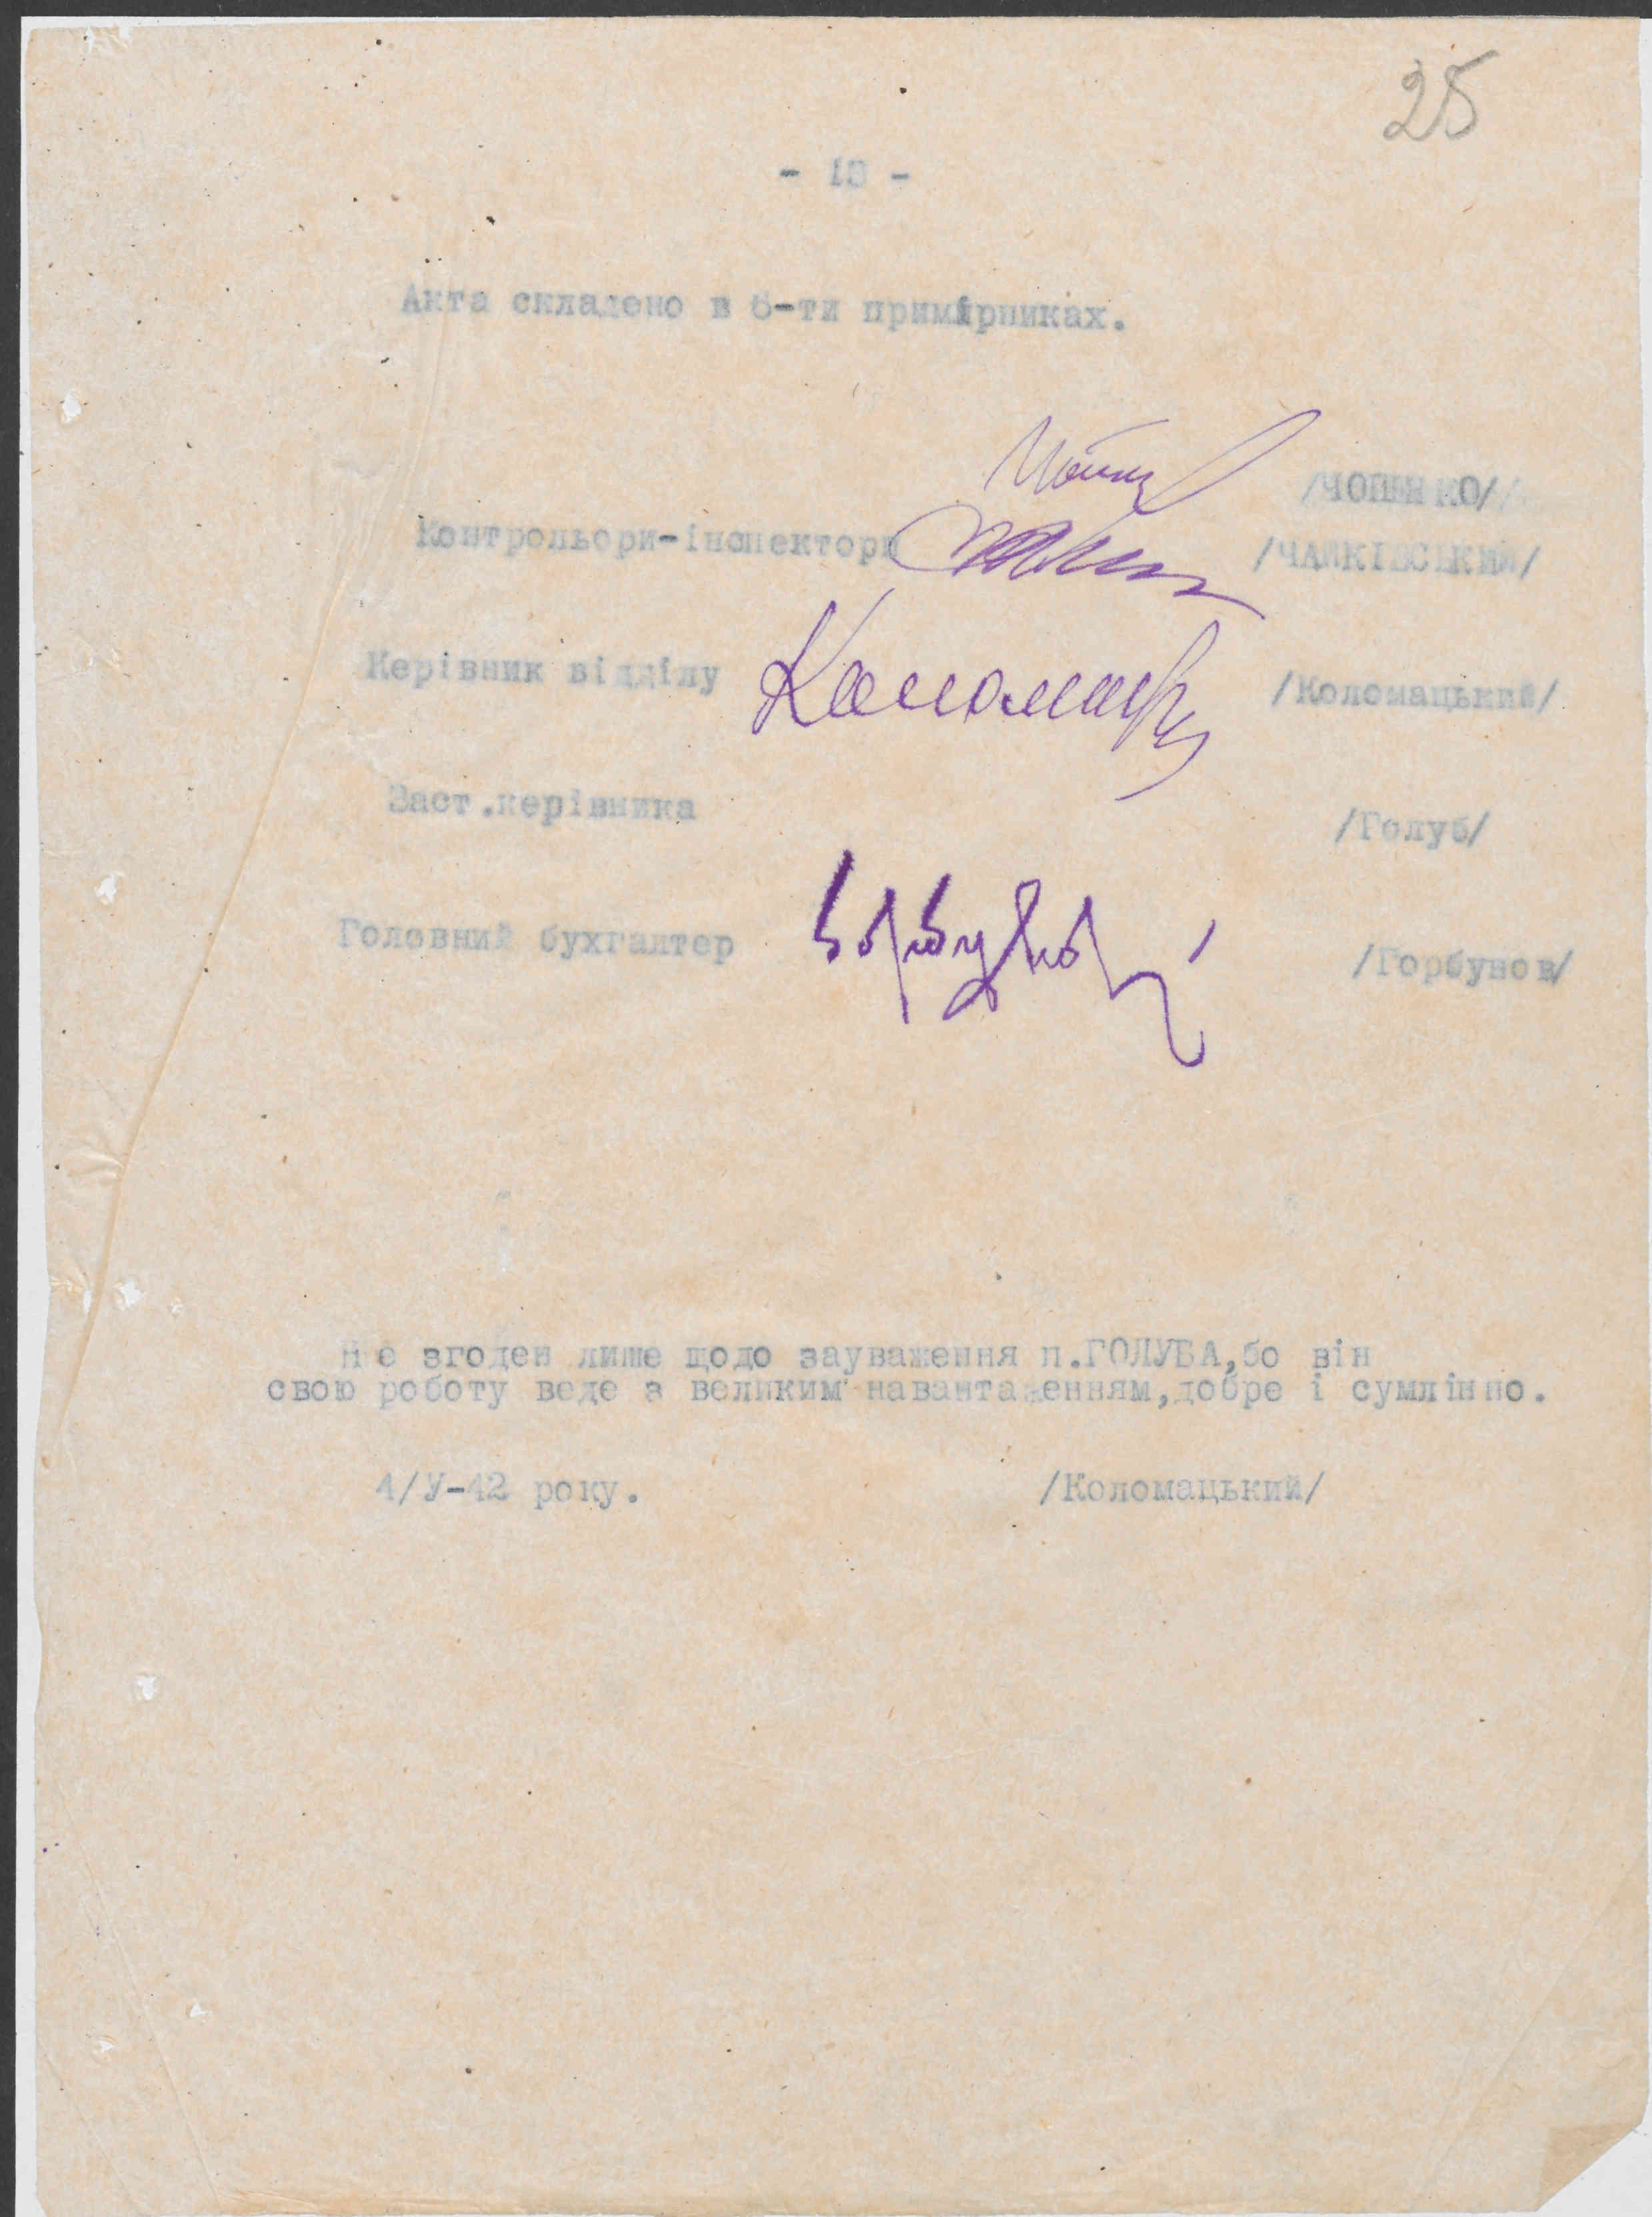 25
- 13 -
Акта складено в 6-ти примірниках.
/ЧОПЕНКО/
Контрольори-інспектори /ЧАЙКІВСЬКИЙ/
Керівник відділу /Коломацький/
Заст.керівника /Голуб/
Головний бухгалтер /Горбунов/
Не згоден лише щодо зауваження п.ГОЛУБА,бо він
свою роботу веде з великим навантаженням,добре і сумлінно.
4/У-42 року. /Коломацький/